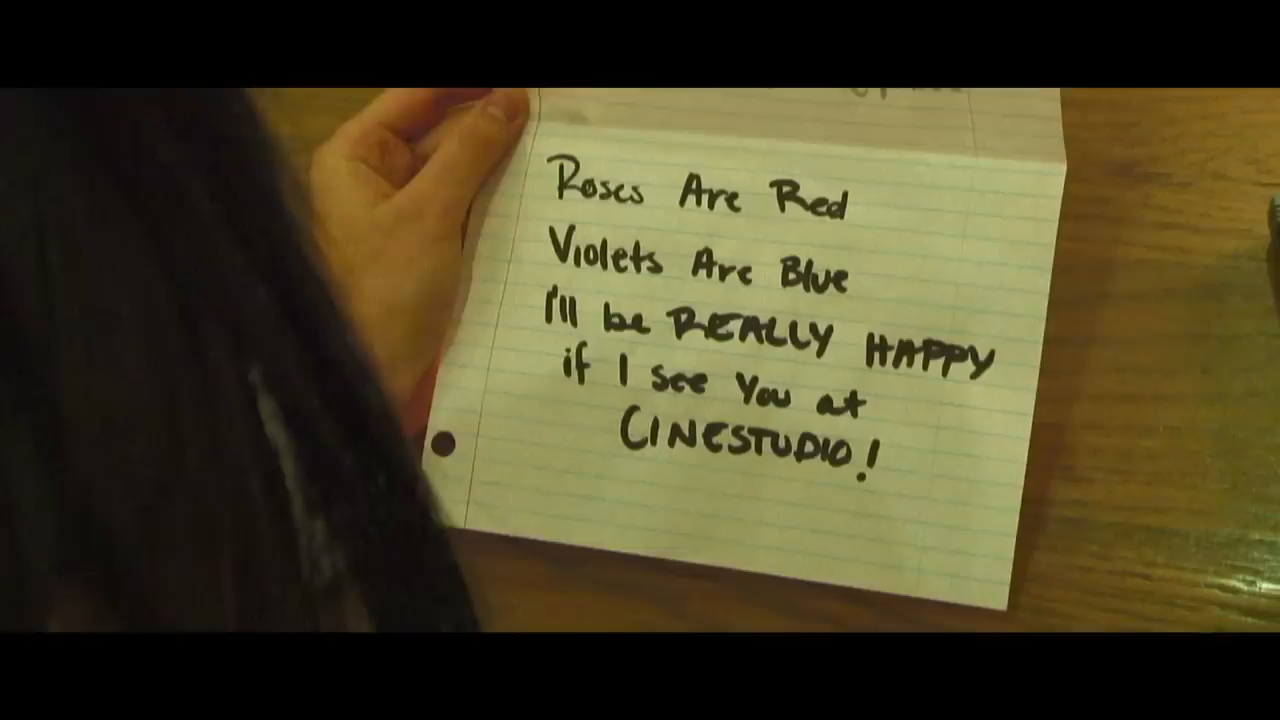 Roses Are Red
Violets Are Blue
I'll be REALLY HAPPY
if I see You at
CINESTUDIO!